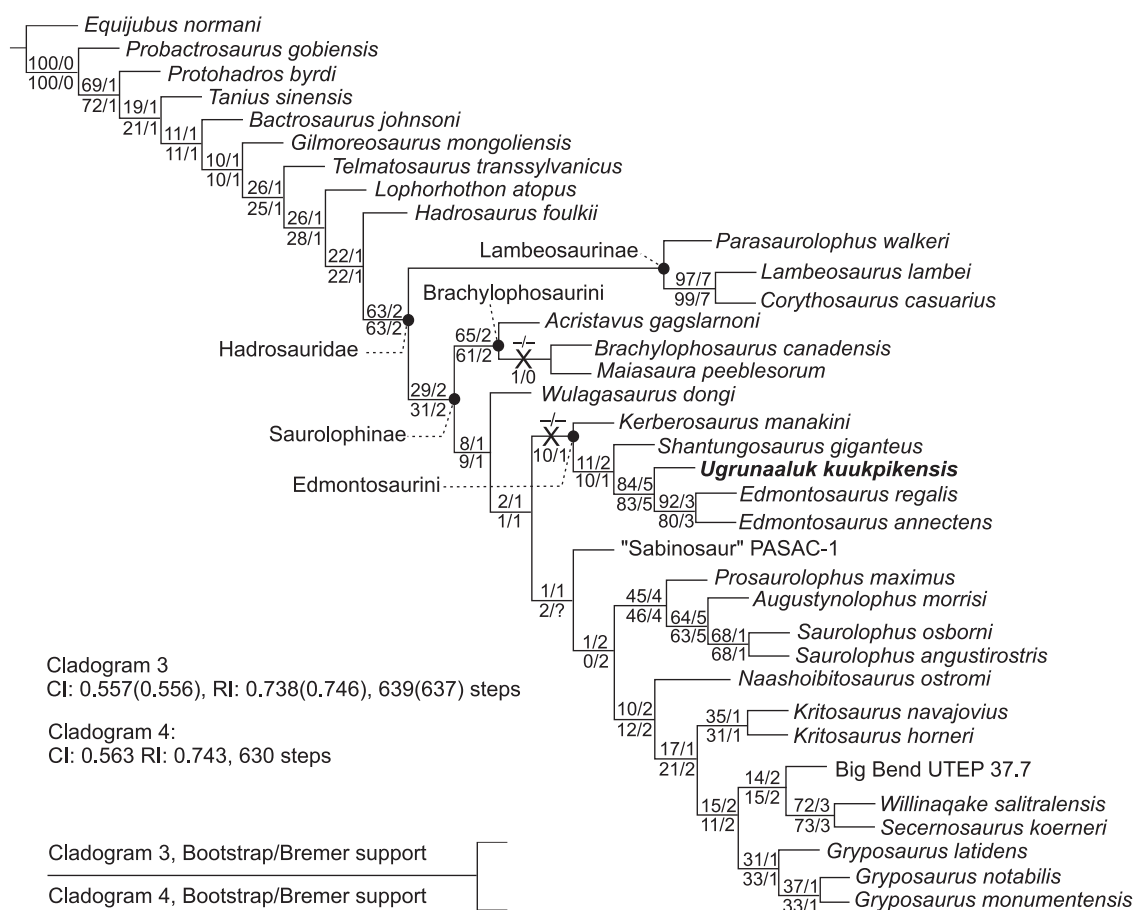 Equijubus normani
Probactrosaurus gobiensis
100/0
100/0
Protohadros byrdi
69/1
72/1
Tanius sinensis
19/1
21/1
Bactrosaurus johnsoni
11/1
11/1
Gilmoreosaurus mongoliensis
10/1
10/1
Telmatosaurus transsylvanicus
26/1
25/1
Lophorhothon atopus
26/1
28/1
Hadrosaurus foulkii
22/1
22/1
Parasaurolophus walkeri
Lambeosaurinae
97/7
99/7
Lambeosaurus lambei
Corythosaurus casuarius
63/2
63/2
Hadrosauridae
Brachylophosaurini
Acristavus gagslarnoni
65/2
61/2
-/-
X
1/0
Brachylophosaurus canadensis
Maiasaura peeblesorum
29/2
31/2
Saurolophinae
Wulagasaurus dongi
8/1
9/1
Kerberosaurus manakini
-/-
X
10/1
Edmontosaurini
Shantungosaurus giganteus
11/2
10/1
Ugrunaaluk kuukpikensis
84/5
83/5
Edmontosaurus regalis
92/3
80/3
Edmontosaurus annectens
2/1
1/1
"Sabinosaur" PASAC-1
1/1
2/?
Prosaurolophus maximus
45/4
46/4
Augustynolophus morrisi
64/5
63/5
Saurolophus osborni
68/1
68/1
Saurolophus angustirostris
1/2
0/2
Naashoibitosaurus ostromi
10/2
12/2
Kritosaurus navajovius
35/1
31/1
Kritosaurus horneri
17/1
21/2
Big Bend UTEP 37.7
14/2
15/2
Willinaqake salitralensis
72/3
73/3
Secernosaurus koerneri
15/2
11/2
Gryposaurus latidens
31/1
33/1
Gryposaurus notabilis
37/1
33/1
Gryposaurus monumentensis
Cladogram 3
CI: 0.557(0.556), RI: 0.738(0.746), 639(637) steps
Cladogram 4:
CI: 0.563 RI: 0.743, 630 steps
Cladogram 3, Bootstrap/Bremer support
Cladogram 4, Bootstrap/Bremer support